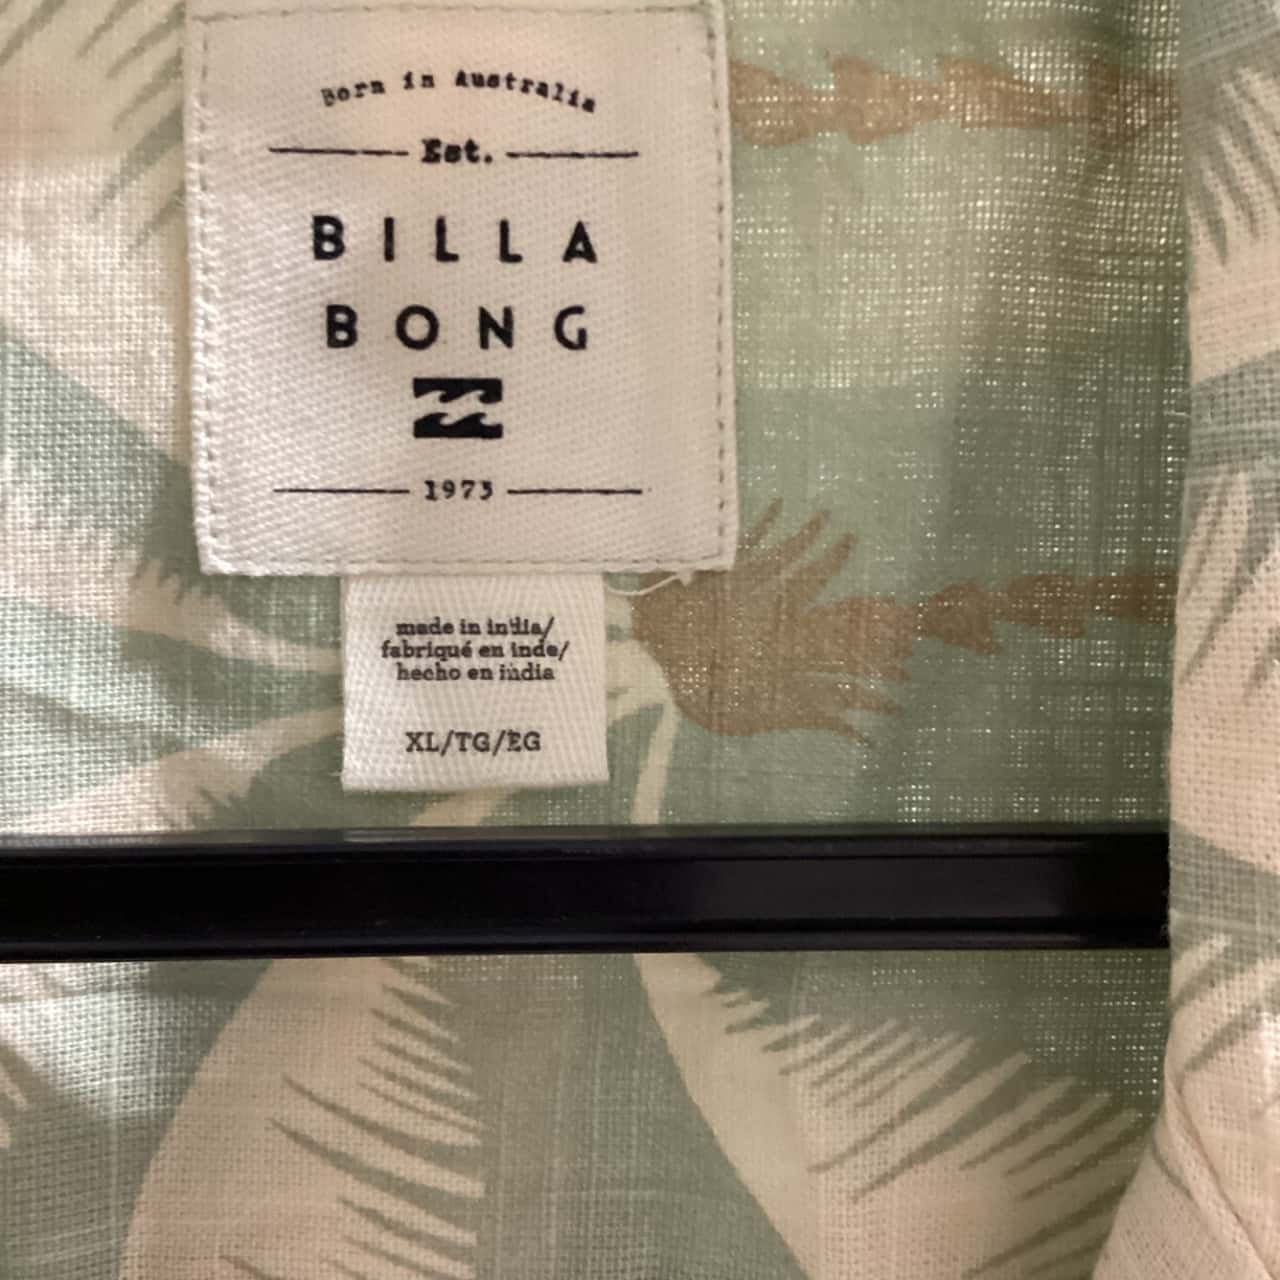 Born in Australia
Est.
BILLA
BONG
1973
made in india/
fabriqué en inde/
hecho en india
XL/TG/EG